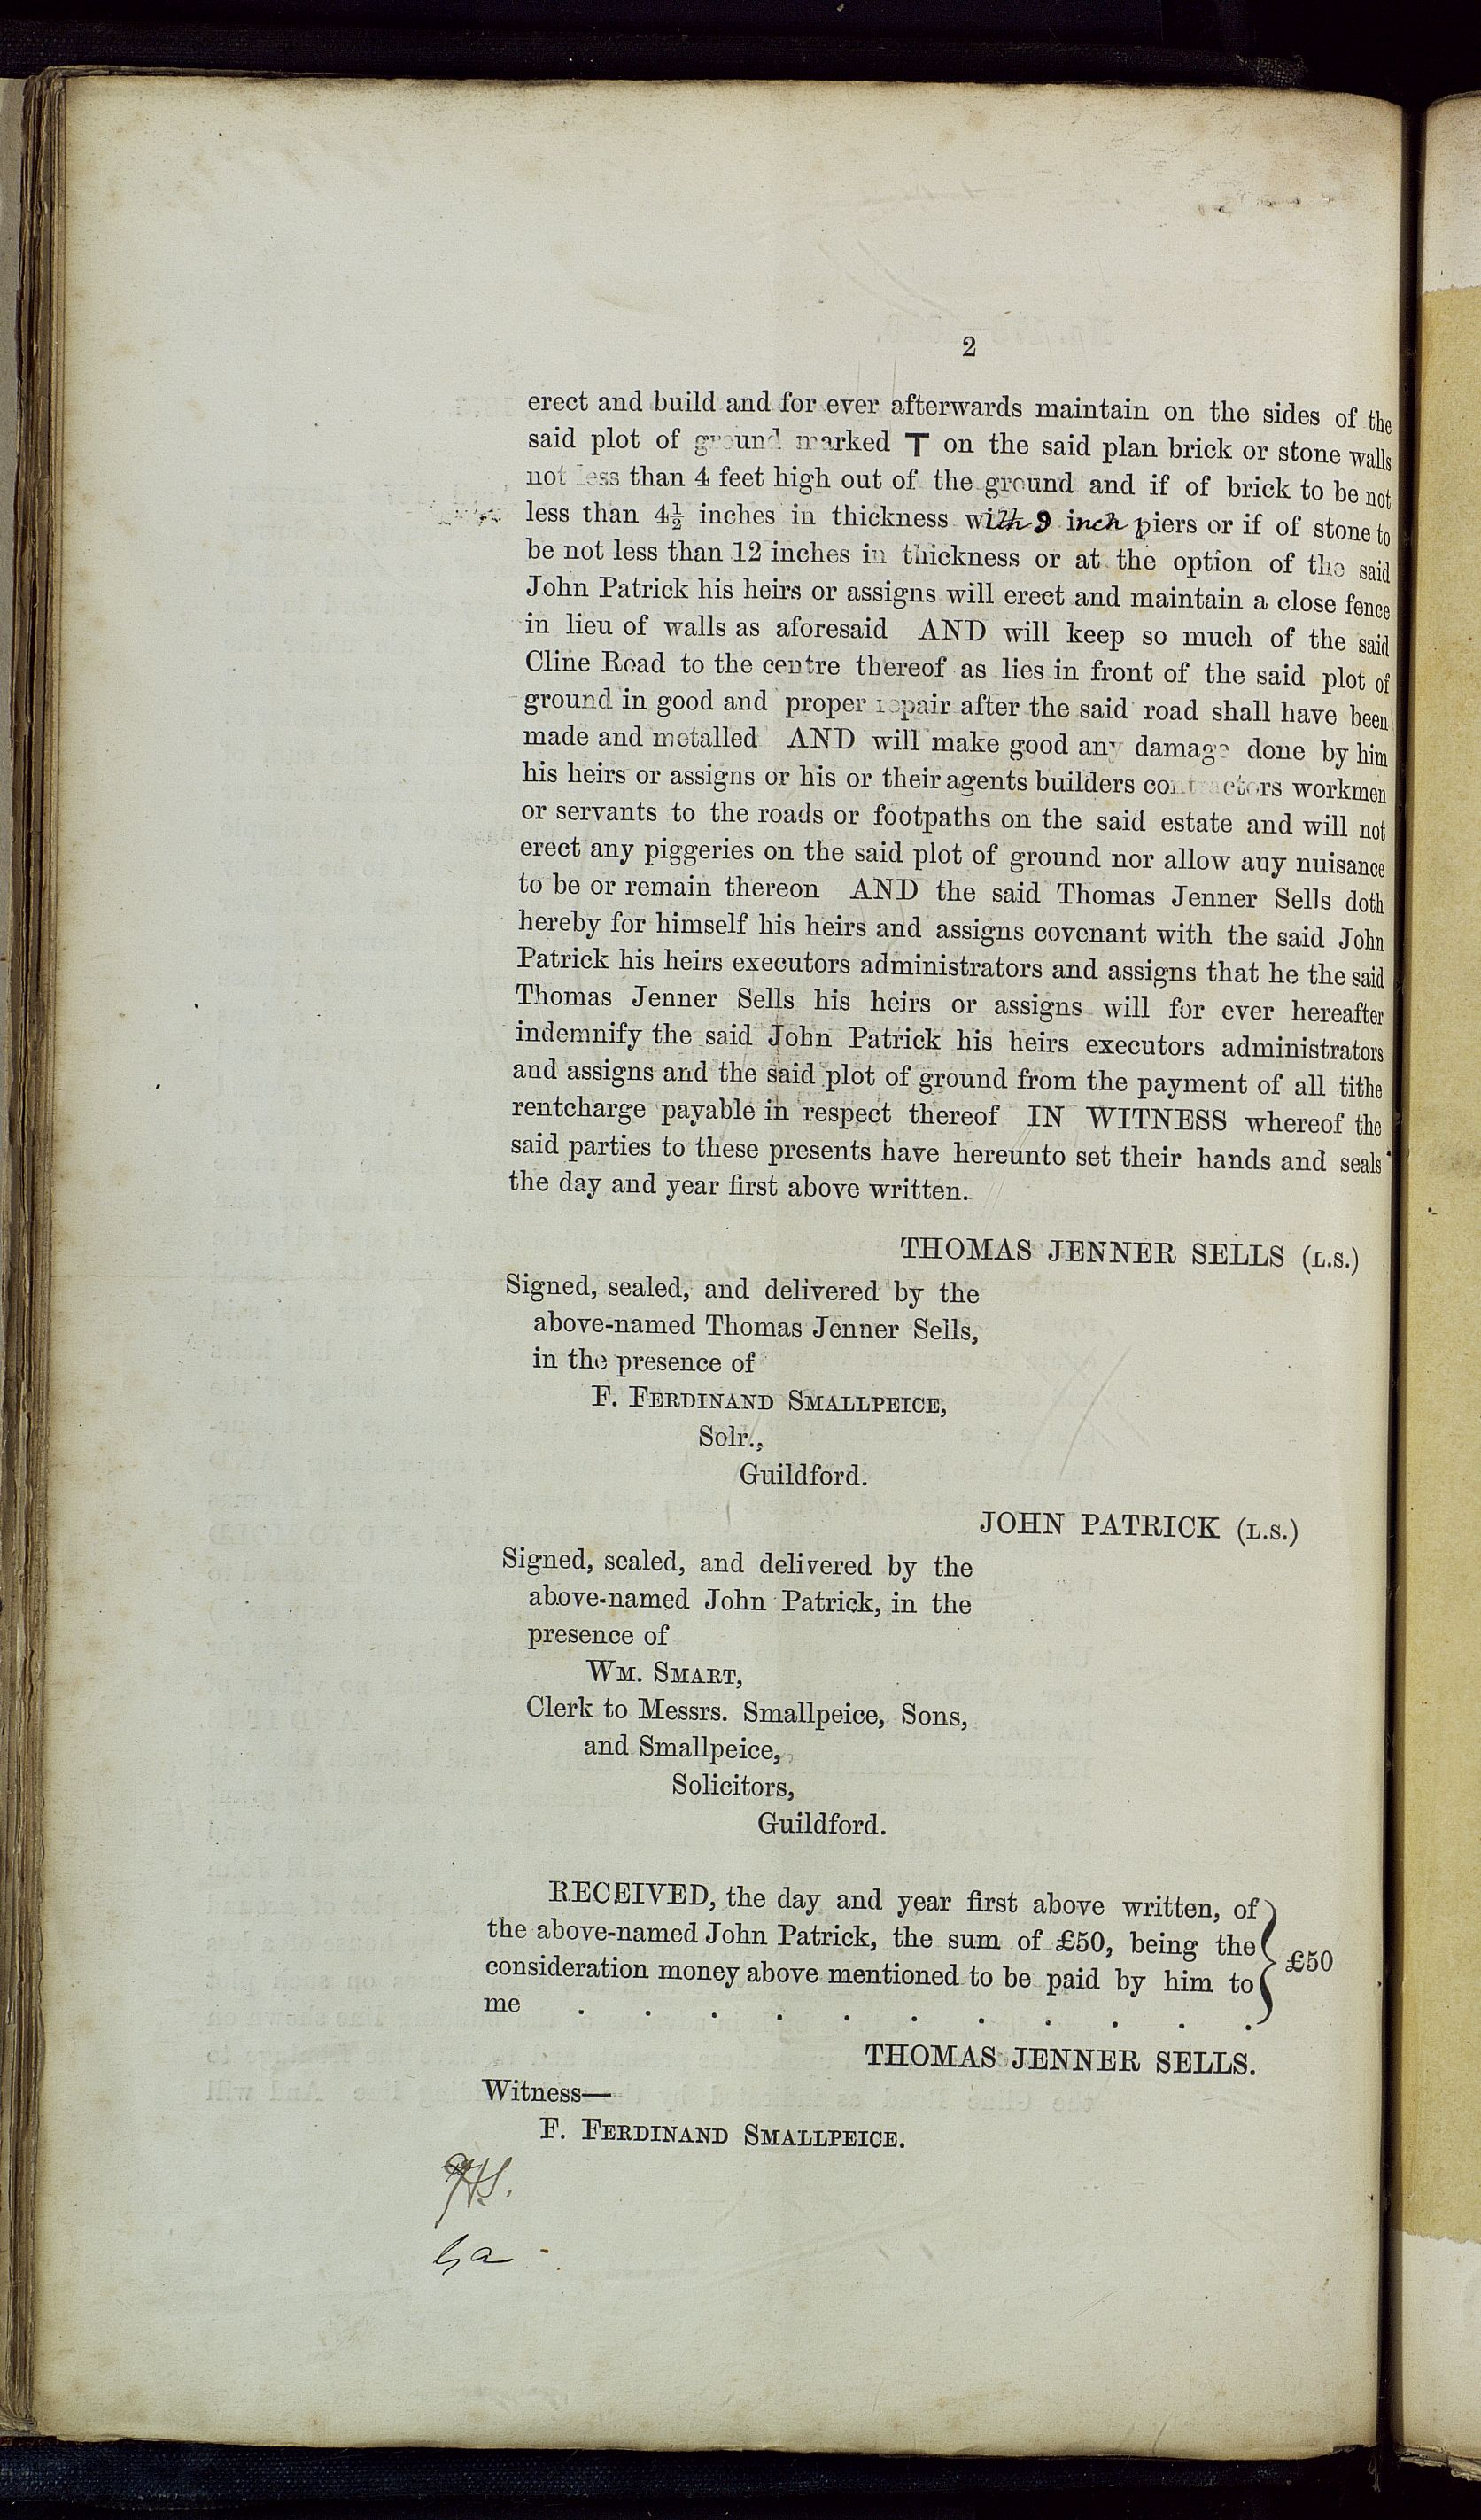 2
erect and build and for ever afterwards maintain on the sides of the
said plot of ground marked T on the said plan brick or stone walls
not less than 4 feet high out of the ground and if of brick to be not
less than 4½ inches in thickness with 9 inch piers or if of stone to
be not less than 12 inches in thickness or at the option of the said
John Patrick his heirs or assigns will erect and maintain a close fence
in lieu of walls as aforesaid AND will keep so much of the said
Cline Road to the centre thereof as lies in front of the said plot of
ground in good and proper repair after the said road shall have been
made and metalled AND will make good any damage done by him
his heirs or assigns or his or their agents builders contractors workmen
or servants to the roads or footpaths on the said estate and will not
erect any piggeries on the said plot of ground nor allow any nuisance
to be or remain thereon AND the said Thomas Jenner Sells doth
hereby for himself his heirs and assigns covenant with the said John
Patrick his heirs executors administrators and assigns that he the said
Thomas Jenner Sells his heirs or assigns will for ever hereafter
indemnify the said John Patrick his heirs executors administrators
and assigns and the said plot of ground from the payment of all tithe
rentcharge payable in respect thereof IN WITNESS whereof the
said parties to these presents have hereunto set their hands and seals
the day and year first above written.
THOMAS JENNER SELLS (L.S.)
Signed, sealed, and delivered by the
above-named Thomas Jenner Sells,
in the presence of
F. FERDINAND SMALLPEICE,
Solr.,
Guildford.
JOHN PATRICK (L.S.)
Signed, sealed, and delivered by the
above-named John Patrick, in the
presence of
WM. SMART,
Clerk to Messrs. Smallpeice, Sons,
and Smallpeice,
Solicitors,
Guildford.
RECEIVED, the day and year first above written, of
the above-named John Patrick, the sum of £50, being the
consideration money above mentioned to be paid by him to } £50
me . . . . . . . . . . .
THOMAS JENNER SELLS.
Witness—
F. FERDINAND SMALLPEICE.